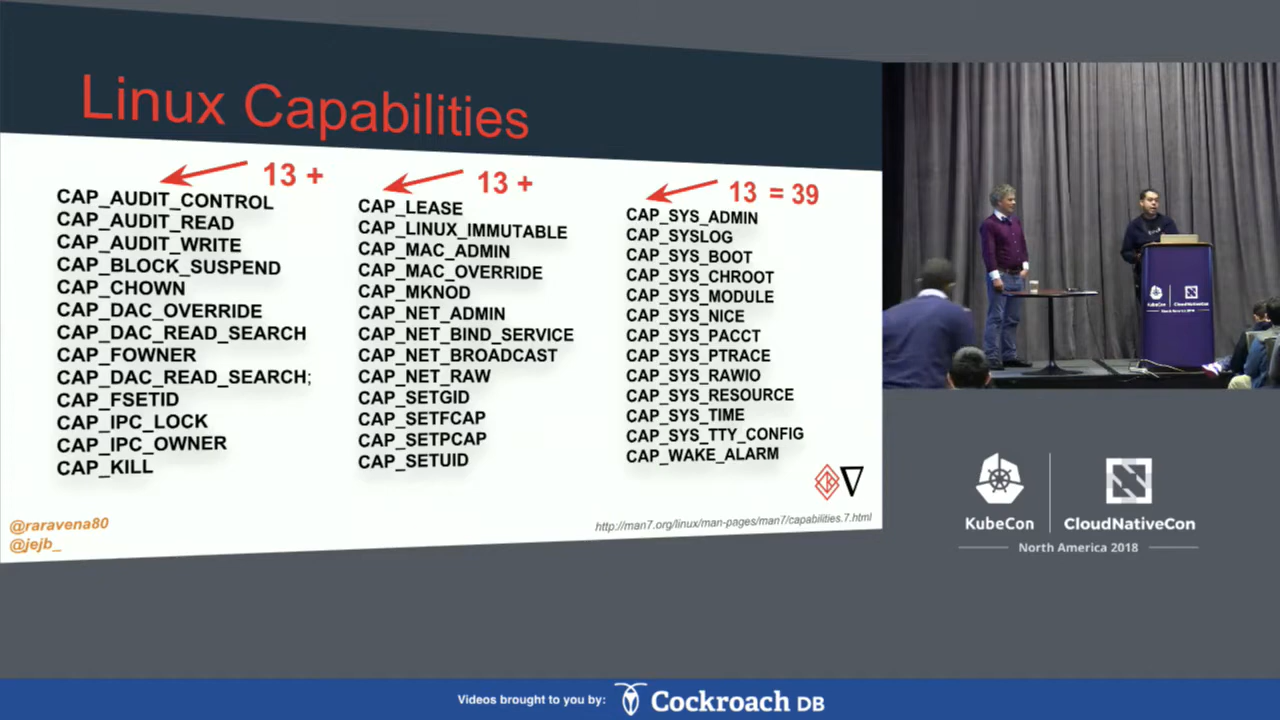 Linux Capabilities
13 +
CAP_AUDIT_CONTROL
CAP_AUDIT_READ
CAP_AUDIT_WRITE
CAP_BLOCK_SUSPEND
CAP_CHOWN
CAP_DAC_OVERRIDE
CAP_DAC_READ_SEARCH
CAP_FOWNER
CAP_DAC_READ_SEARCH;
CAP_FSETID
CAP_IPC_LOCK
CAP_IPC_OWNER
CAP_KILL
13 +
CAP_LEASE
CAP_LINUX_IMMUTABLE
CAP_MAC_ADMIN
CAP_MAC_OVERRIDE
CAP_MKNOD
CAP_NET_ADMIN
CAP_NET_BIND_SERVICE
CAP_NET_BROADCAST
CAP_NET_RAW
CAP_SETGID
CAP_SETFCAP
CAP_SETPCAP
CAP_SETUID
13 = 39
CAP_SYS_ADMIN
CAP_SYSLOG
CAP_SYS_BOOT
CAP_SYS_CHROOT
CAP_SYS_MODULE
CAP_SYS_NICE
CAP_SYS_PACCT
CAP_SYS_PTRACE
CAP_SYS_RAWIO
CAP_SYS_RESOURCE
CAP_SYS_TIME
CAP_SYS_TTY_CONFIG
CAP_WAKE_ALARM
@raravena80
@jejb_
http://man7.org/linux/man-pages/man7/capabilities.7.html
KubeCon
CloudNativeCon
KubeCon
CloudNativeCon
North America 2018
Videos brought to you by:
Cockroach DB